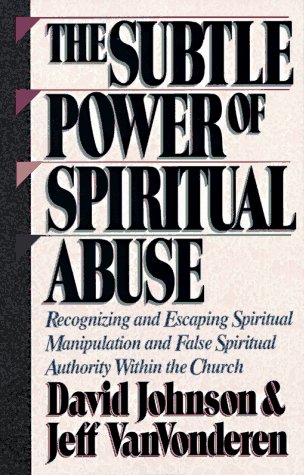 THE SUBTLE
POWER OF
SPIRITUAL
ABUSE
Recognizing and Escaping Spiritual
Manipulation and False Spiritual
Authority Within the Church
David Johnson &
Jeff VanVonderen